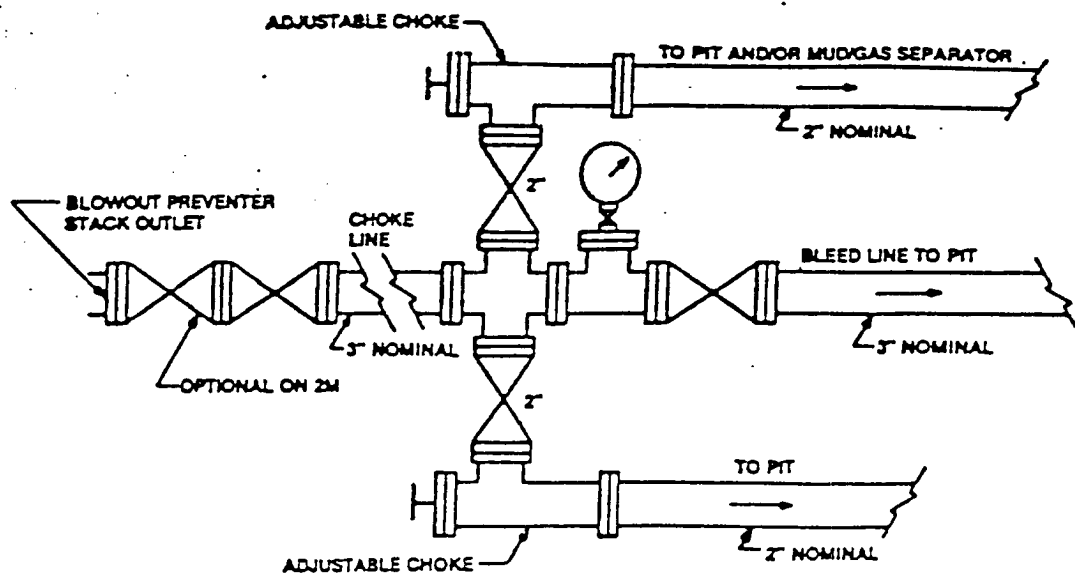 ADJUSTABLE CHOKE
TO PIT AND/OR MUD/GAS SEPARATOR
2" NOMINAL
2"
BLOWOUT PREVENTER
STACK OUTLET
CHOKE
LINE
BLEED LINE TO PIT
3" NOMINAL
3" NOMINAL
OPTIONAL ON 2M
2"
TO PIT
2" NOMINAL
ADJUSTABLE CHOKE